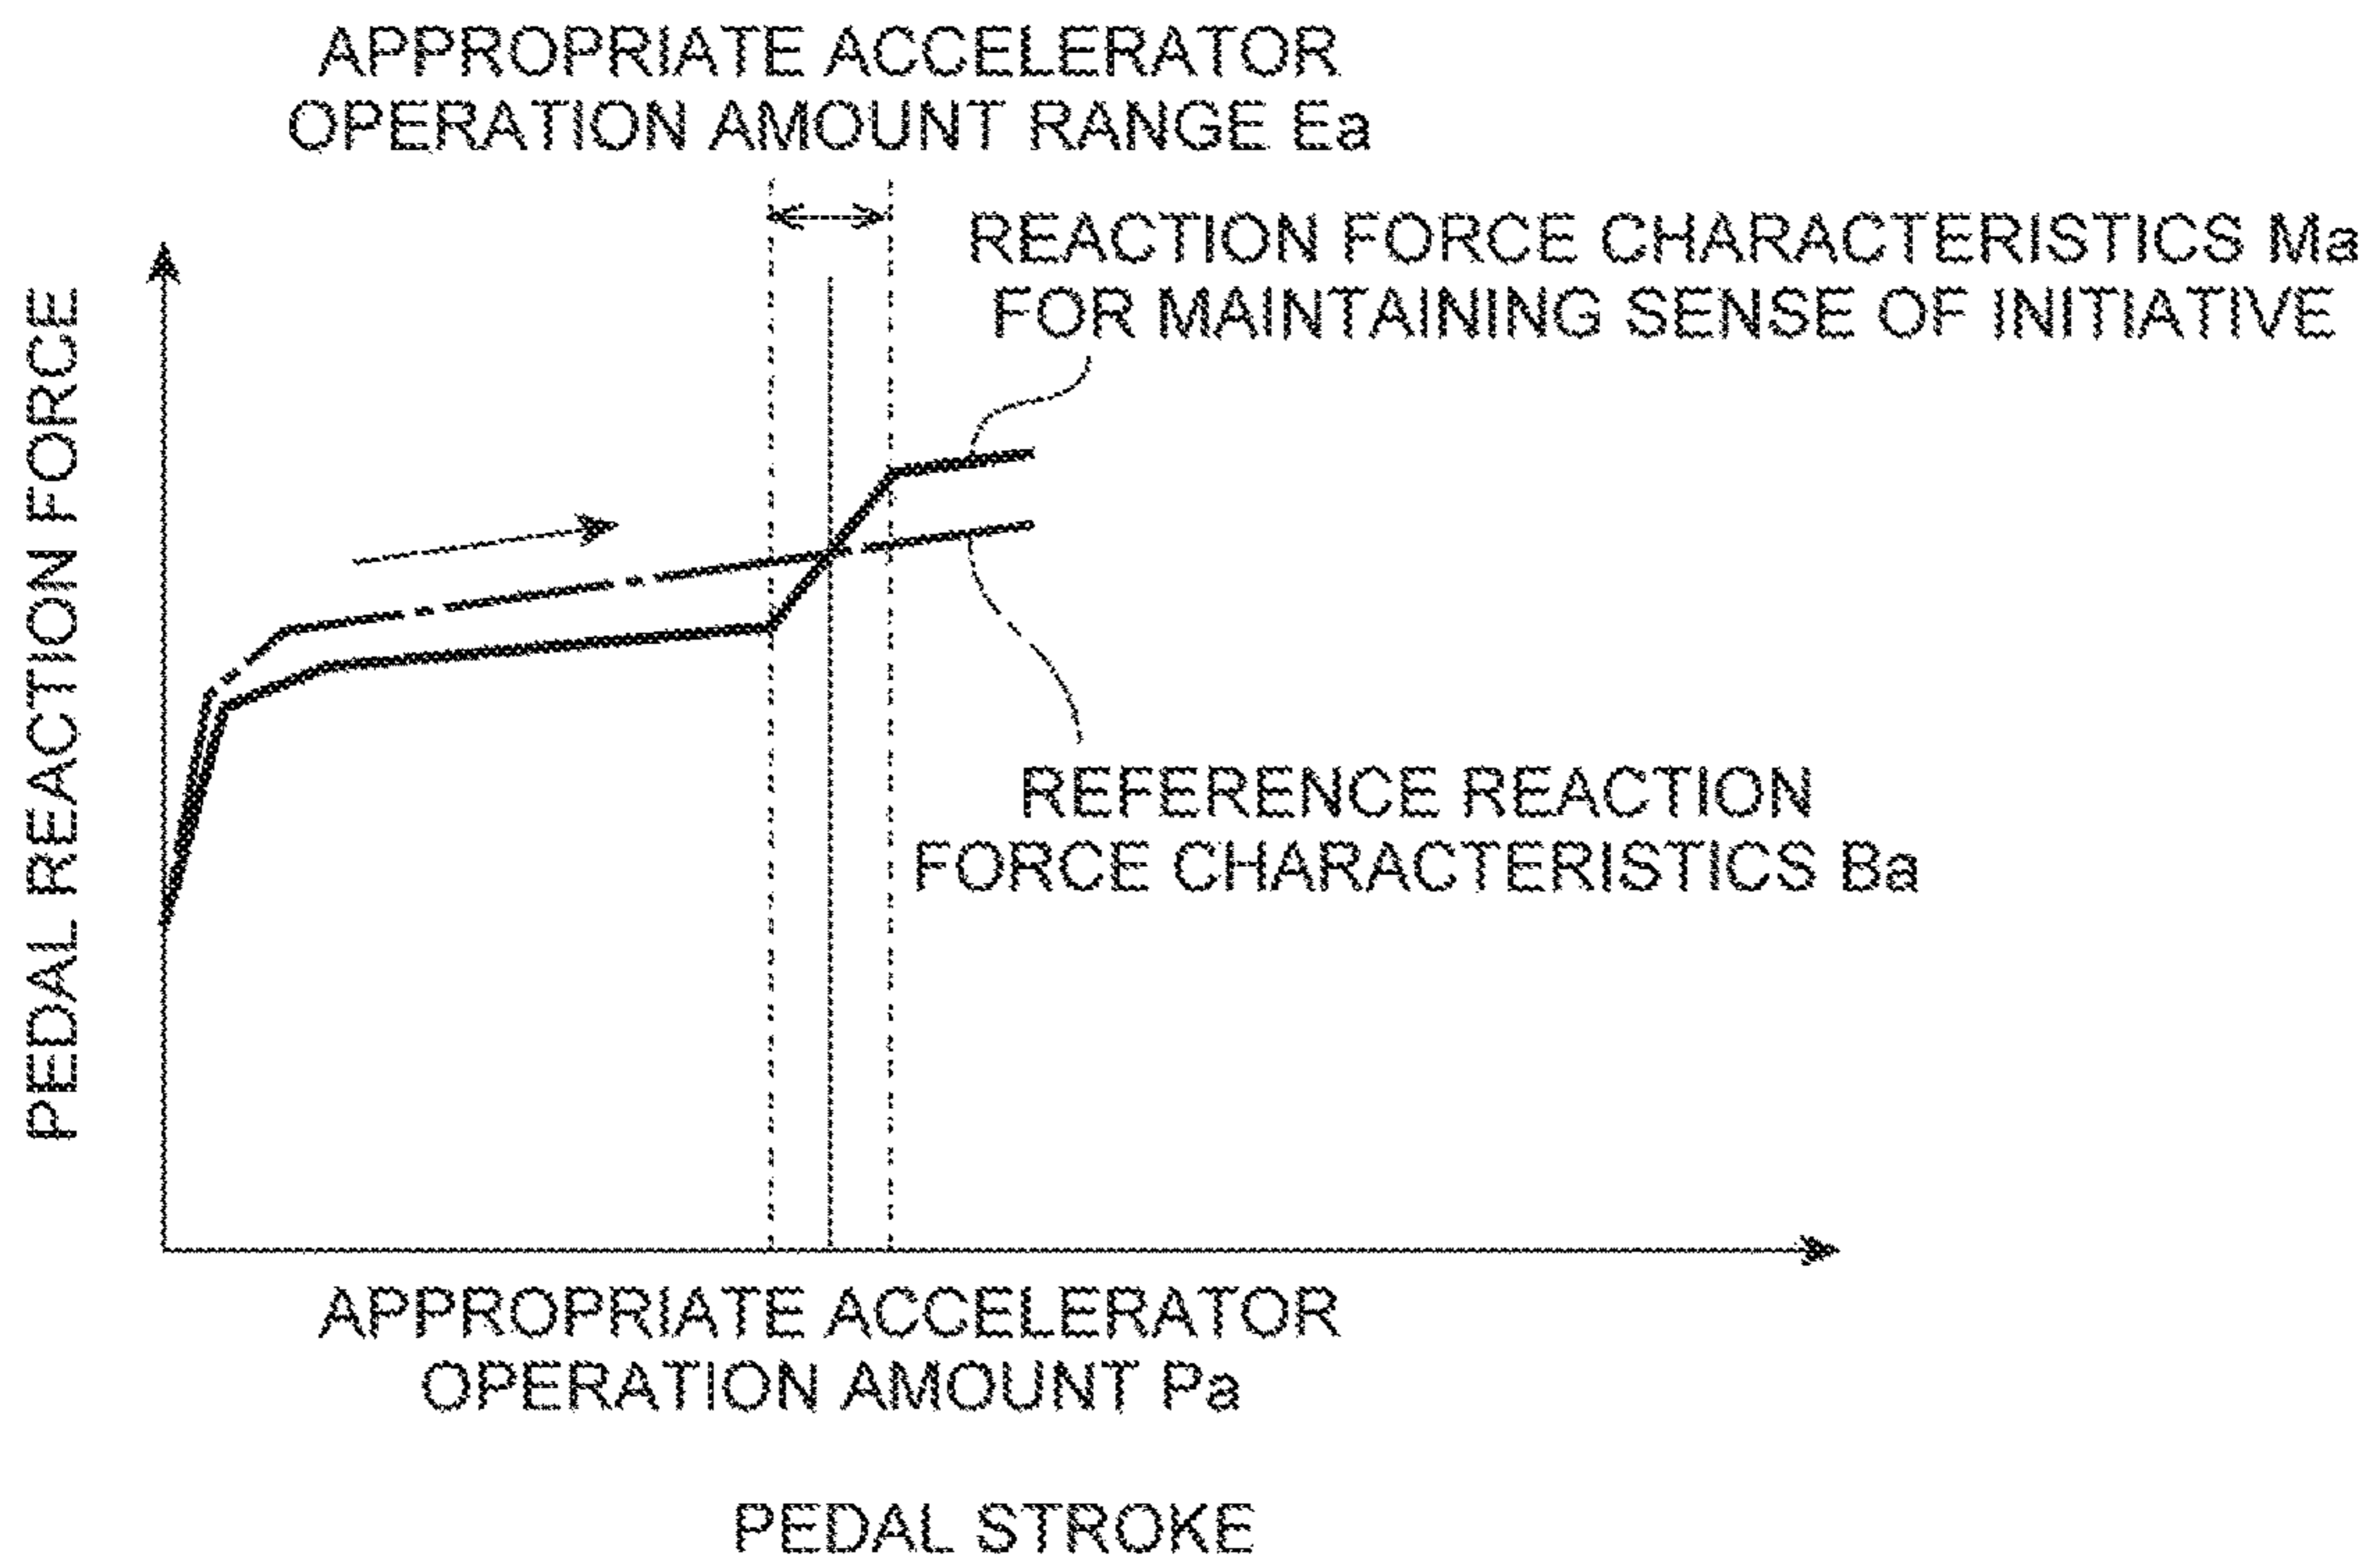 APPROPRIATE ACCELERATOR
OPERATION AMOUNT RANGE Ea
REACTION FORCE CHARACTERISTICS Ma
FOR MAINTAINING SENSE OF INITIATIVE
PEDAL REACTION FORCE
REFERENCE REACTION
FORCE CHARACTERISTICS Ba
APPROPRIATE ACCELERATOR
OPERATION AMOUNT Pa
PEDAL STROKE